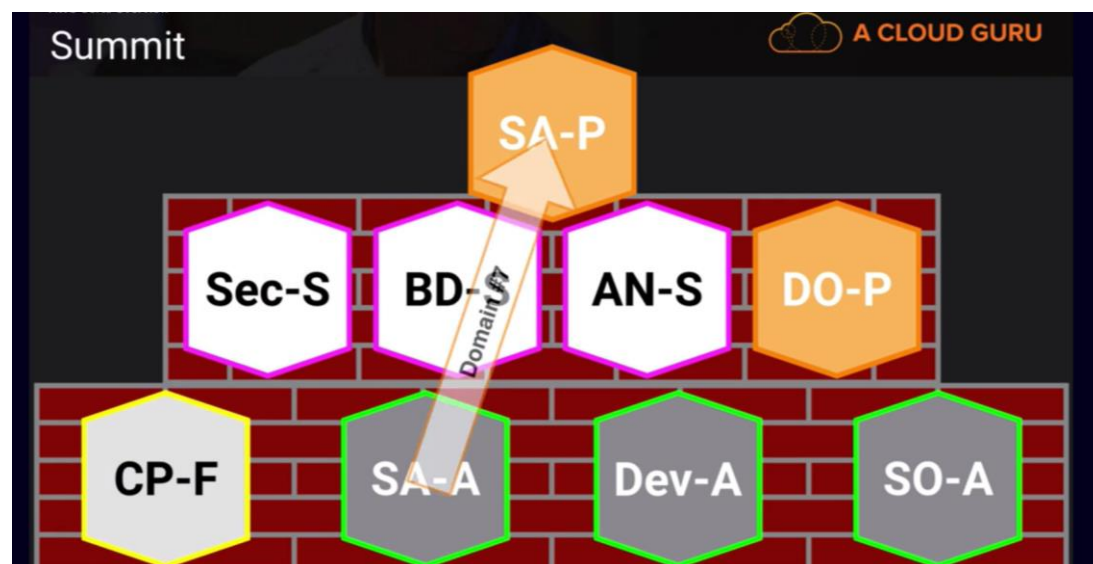 Summit
A CLOUD GURU
SA-P
Sec-S
BD-S
AN-S
DO-P
Domain #7
CP-F
SA-A
Dev-A
SO-A